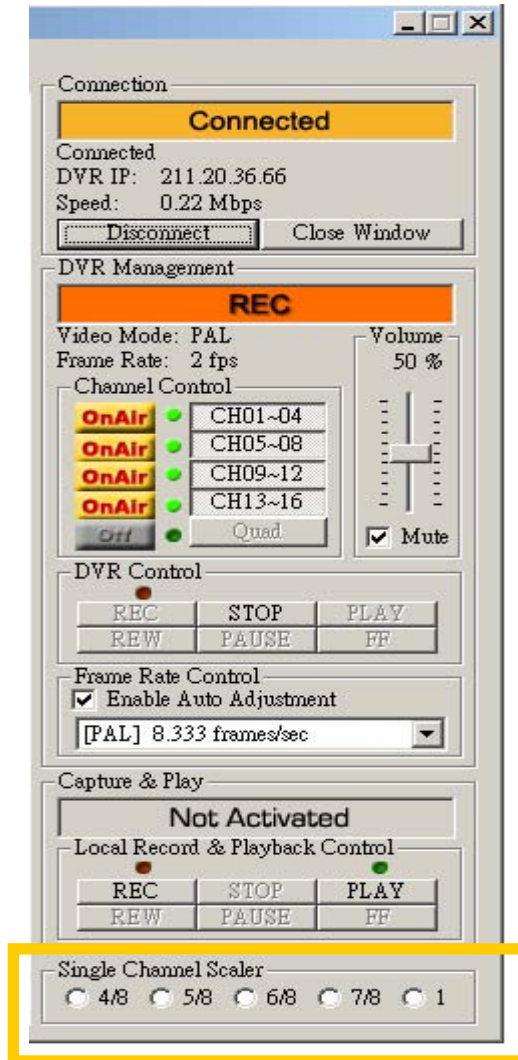 Connection
Connected
Connected
DVR IP: 211.20.36.66
Speed: 0.22 Mbps
Disconnect Close Window
DVR Management
REC
Video Mode: PAL
Frame Rate: 2 fps
Volume
50 %
Channel Control
OnAir CH01~04
OnAir CH05~08
OnAir CH09~12
OnAir CH13~16
Off Quad
Mute
DVR Control
REC STOP PLAY
REW PAUSE FF
Frame Rate Control
Enable Auto Adjustment
[PAL] 8.333 frames/sec
Capture & Play
Not Activated
Local Record & Playback Control
REC STOP PLAY
REW PAUSE FF
Single Channel Scaler
4/8 5/8 6/8 7/8 1